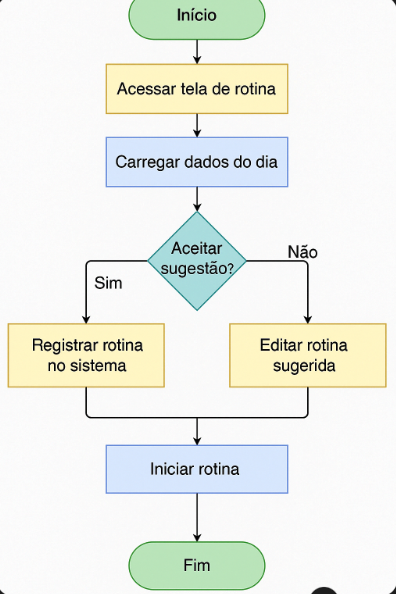 Início
Acessar tela de rotina
Carregar dados do dia
Aceitar
sugestão?
Sim
Não
Registrar rotina
no sistema
Editar rotina
sugerida
Iniciar rotina
Fim